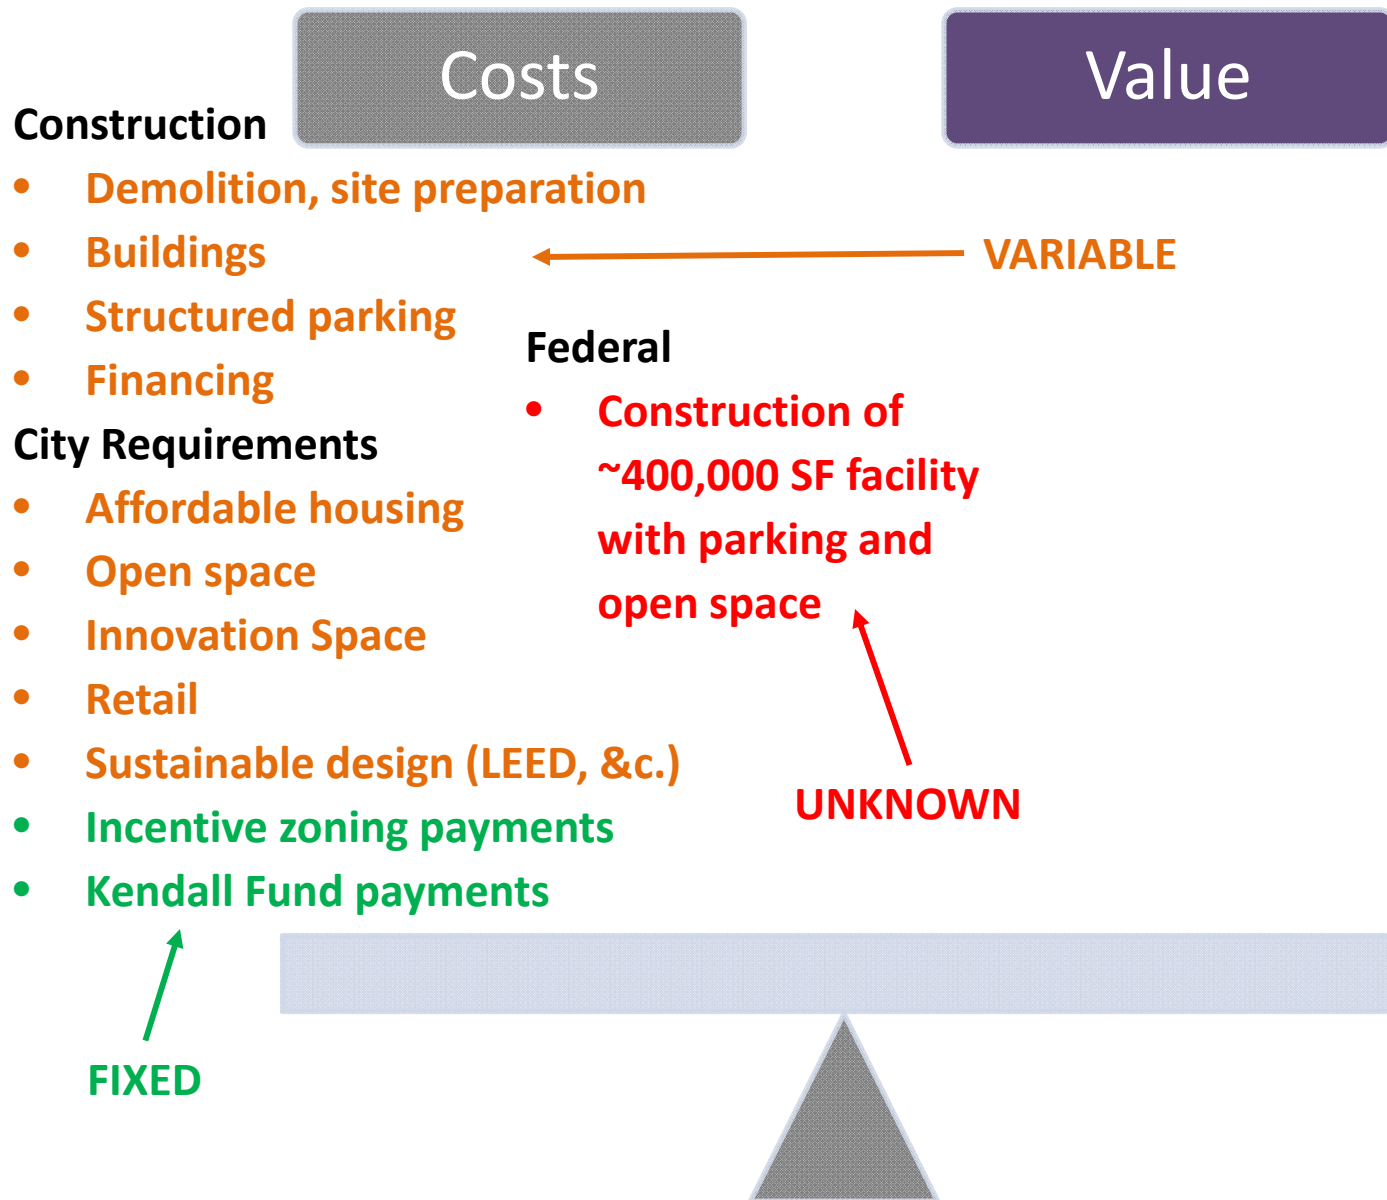 Costs
Value
Construction
• Demolition, site preparation
• Buildings
• Structured parking
• Financing
VARIABLE
City Requirements
• Affordable housing
• Open space
• Innovation Space
• Retail
• Sustainable design (LEED, &c.)
• Incentive zoning payments
• Kendall Fund payments
FIXED
Federal
• Construction of
~400,000 SF facility
with parking and
open space
UNKNOWN